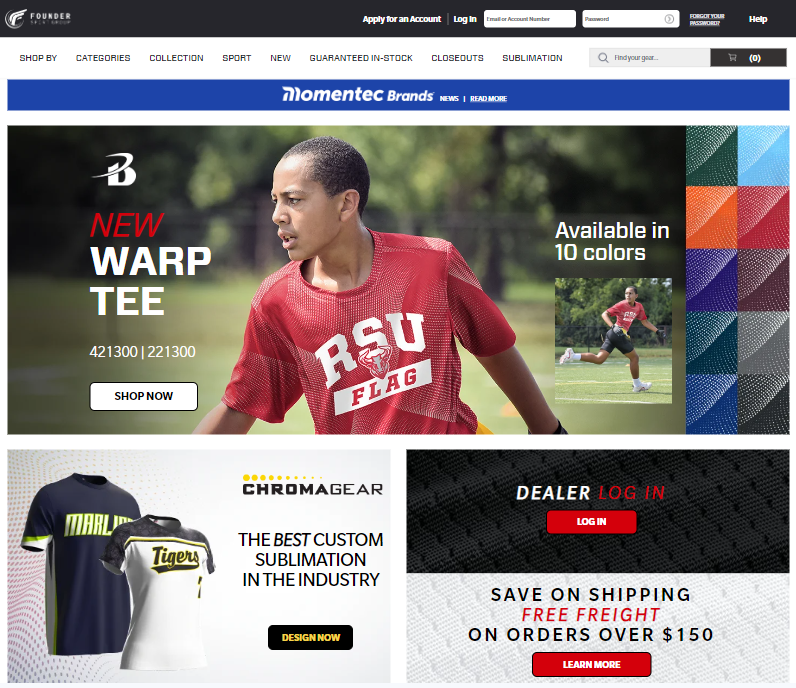 FOUNDER
SPORT GROUP
Apply for an Account | Log In
Email or Account Number
Password
FORGOT YOUR
PASSWORD?
Help
SHOP BY
CATEGORIES
COLLECTION
SPORT
NEW
GUARANTEED IN-STOCK
CLOSEOUTS
SUBLIMATION
Find your gear...
(0)
Momentec Brands NEWS | READ MORE
B
NEW
WARP
TEE
421300 | 221300
SHOP NOW
RSU
FLAG
Available in
10 colors
MARLI
Tigers
CHROMAGEAR
THE BEST CUSTOM
SUBLIMATION
IN THE INDUSTRY
DESIGN NOW
DEALER LOG IN
LOG IN
SAVE ON SHIPPING
FREE FREIGHT
ON ORDERS OVER $150
LEARN MORE